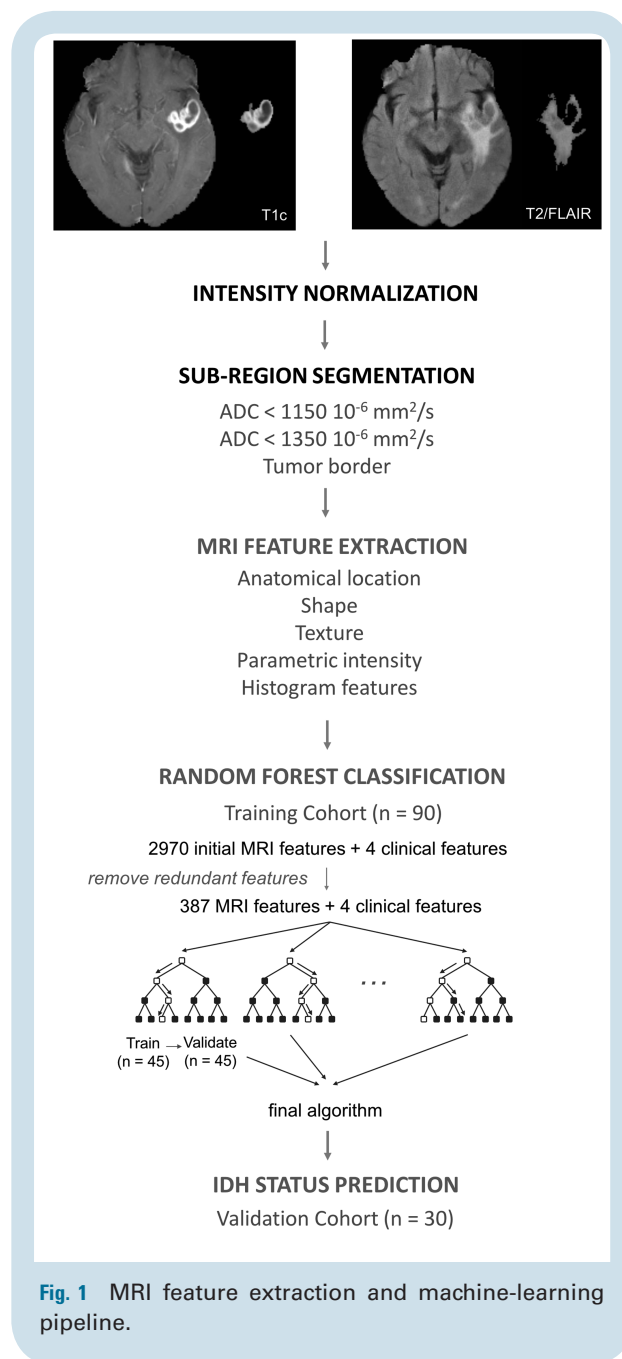 T1c
T2/FLAIR
INTENSITY NORMALIZATION
SUB-REGION SEGMENTATION
ADC < 1150 10⁻⁶ mm²/s
ADC < 1350 10⁻⁶ mm²/s
Tumor border
MRI FEATURE EXTRACTION
Anatomical location
Shape
Texture
Parametric intensity
Histogram features
RANDOM FOREST CLASSIFICATION
Training Cohort (n = 90)
2970 initial MRI features + 4 clinical features
remove redundant features
387 MRI features + 4 clinical features
...
Train → Validate
(n = 45) (n = 45)
final algorithm
IDH STATUS PREDICTION
Validation Cohort (n = 30)
Fig. 1 MRI feature extraction and machine-learning
pipeline.